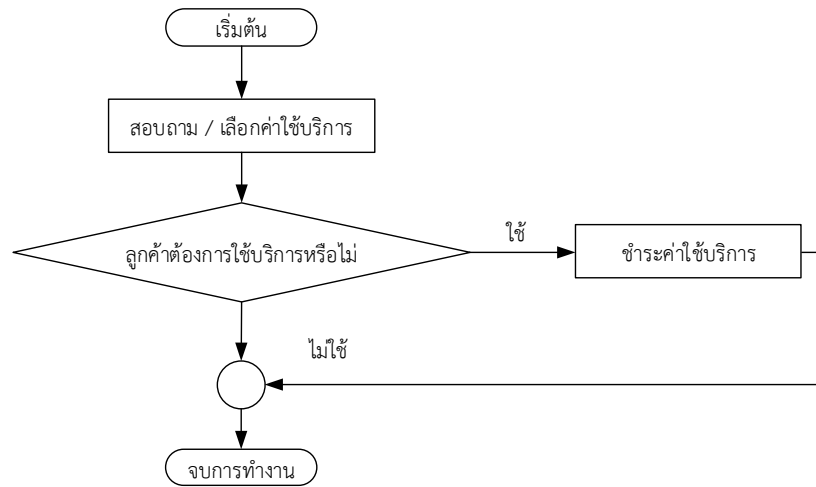 เริ่มต้น
สอบถาม / เลือกค่าใช้บริการ
ลูกค้าต้องการใช้บริการหรือไม่
ใช้
ชำระค่าใช้บริการ
ไม่ใช้
จบการทำงาน